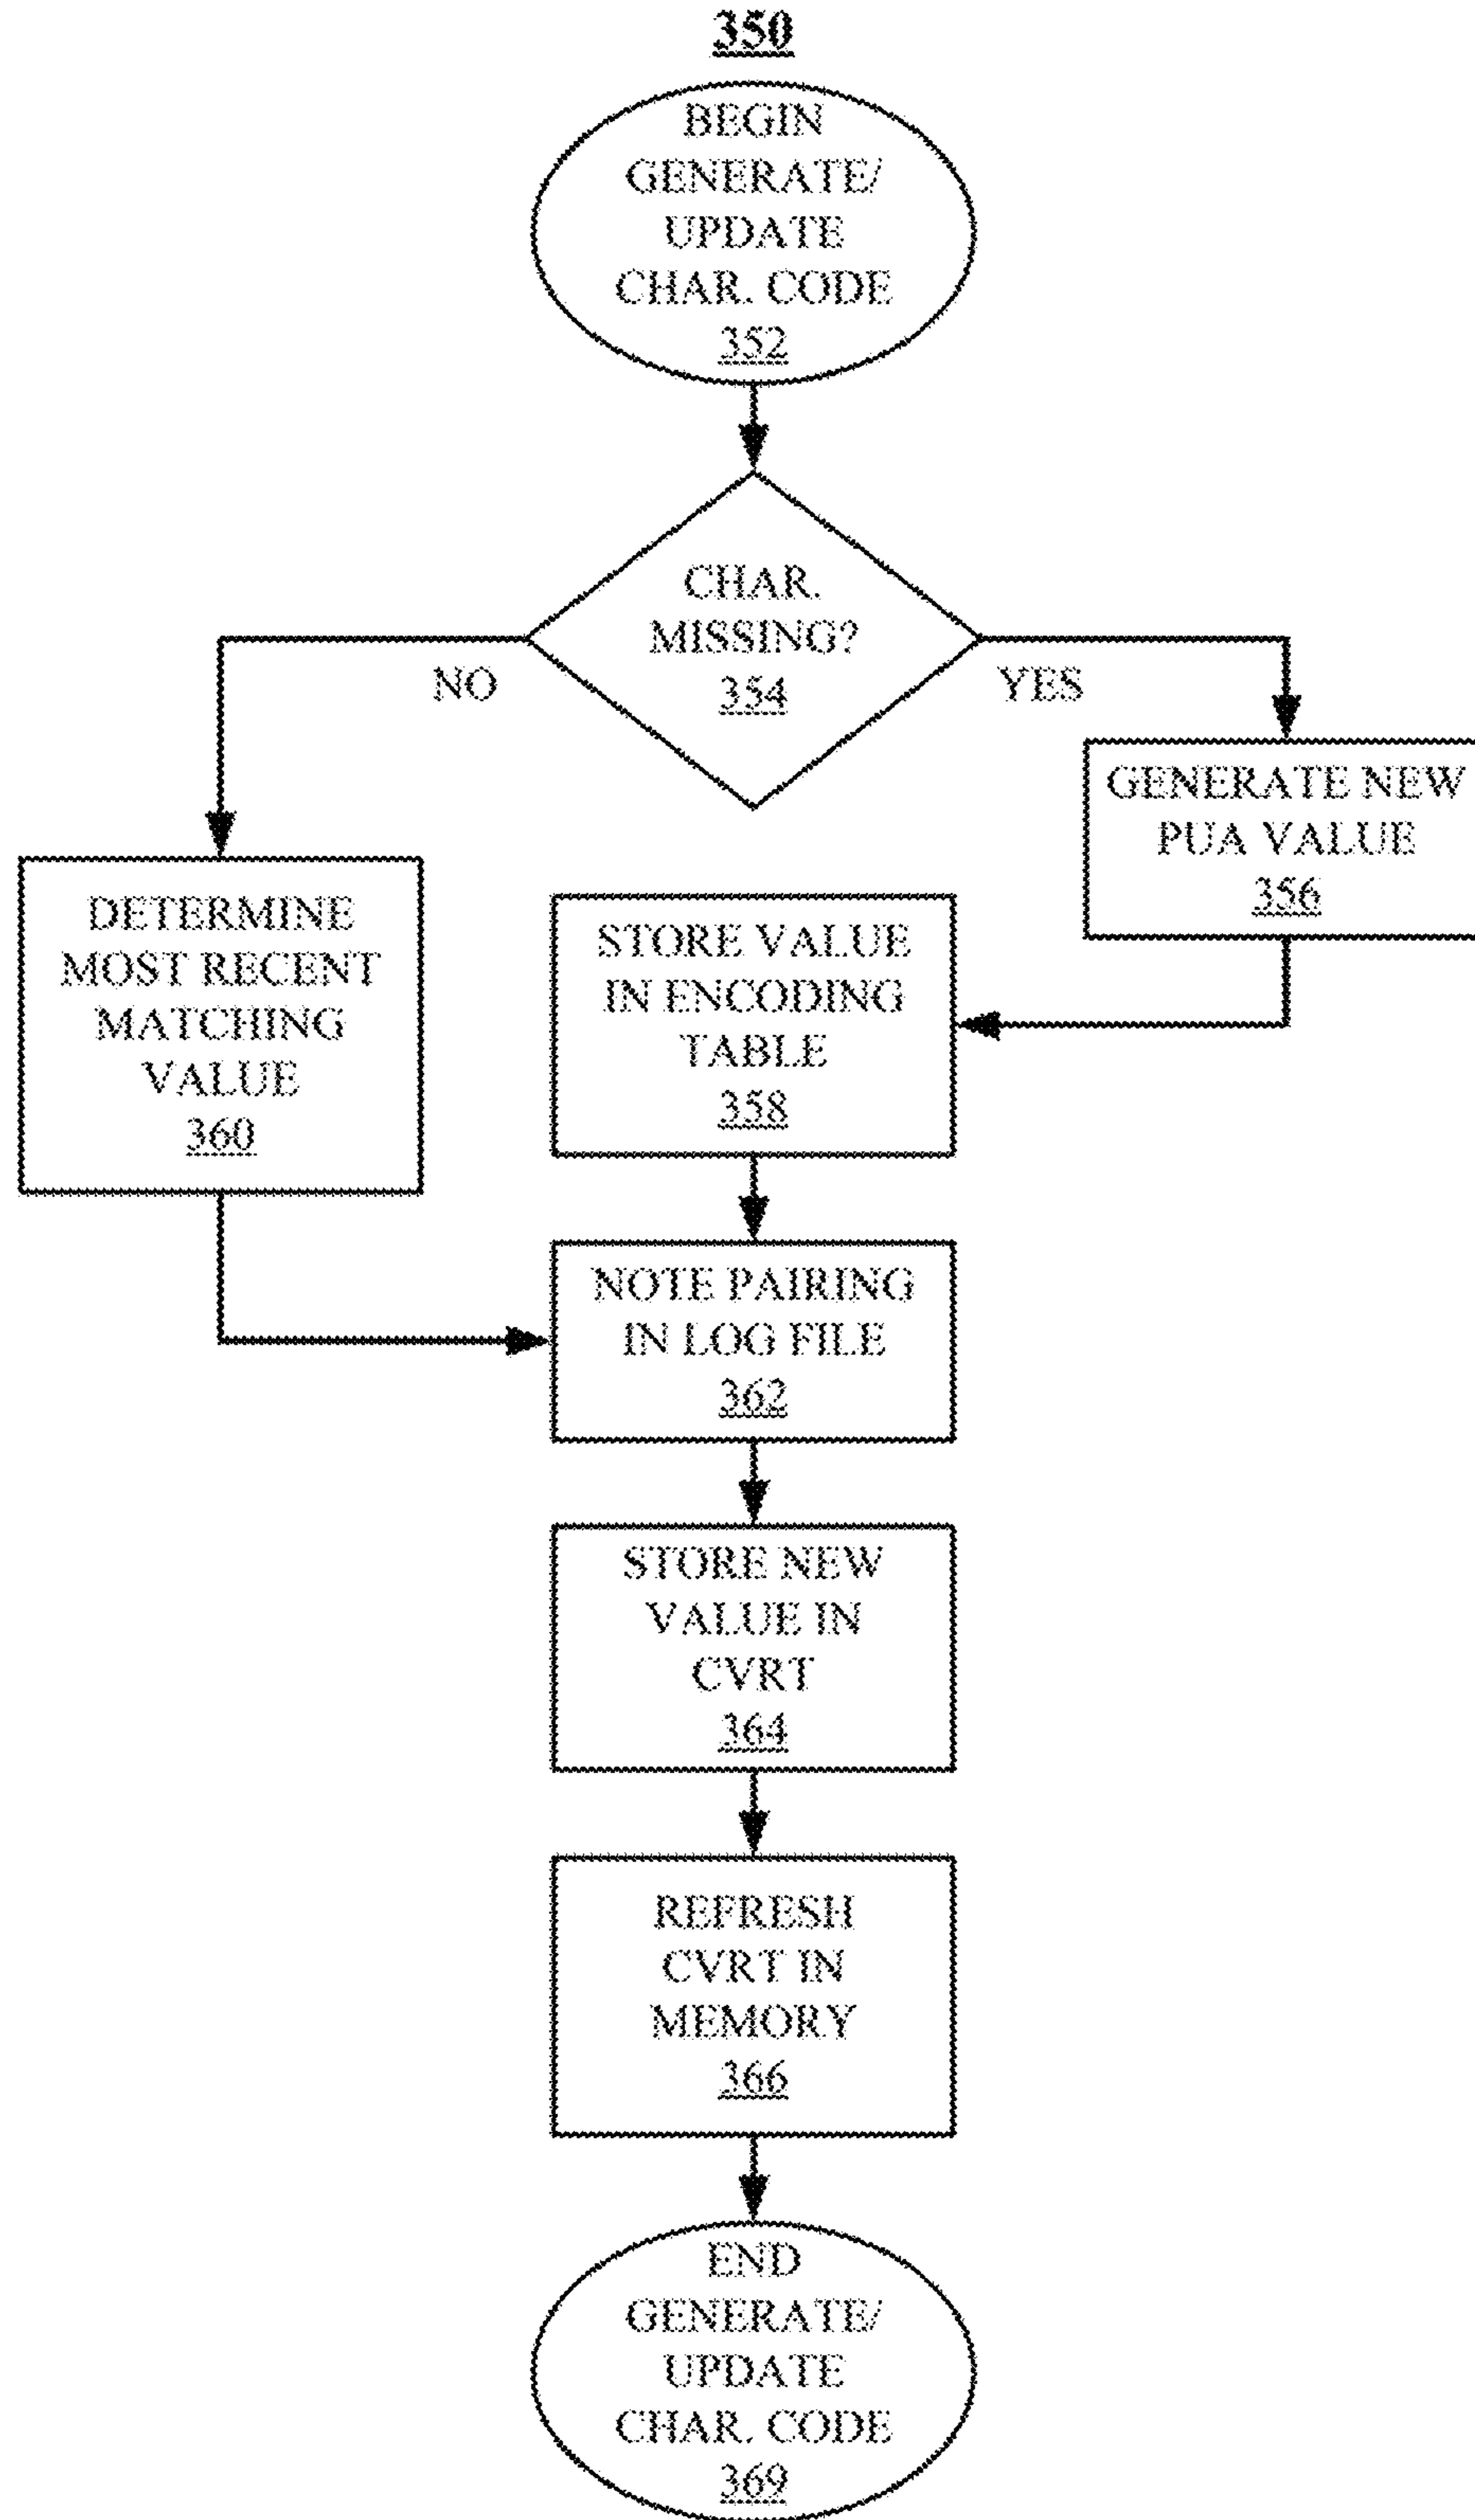 350
BEGIN
GENERATE/
UPDATE
CHAR. CODE
352
CHAR.
MISSING?
354
NO
YES
GENERATE NEW
PUA VALUE
356
DETERMINE
MOST RECENT
MATCHING
VALUE
360
STORE VALUE
IN ENCODING
TABLE
358
NOTE PAIRING
IN LOG FILE
362
STORE NEW
VALUE IN
CVRT
364
REFRESH
CVRT IN
MEMORY
366
END
GENERATE/
UPDATE
CHAR. CODE
369